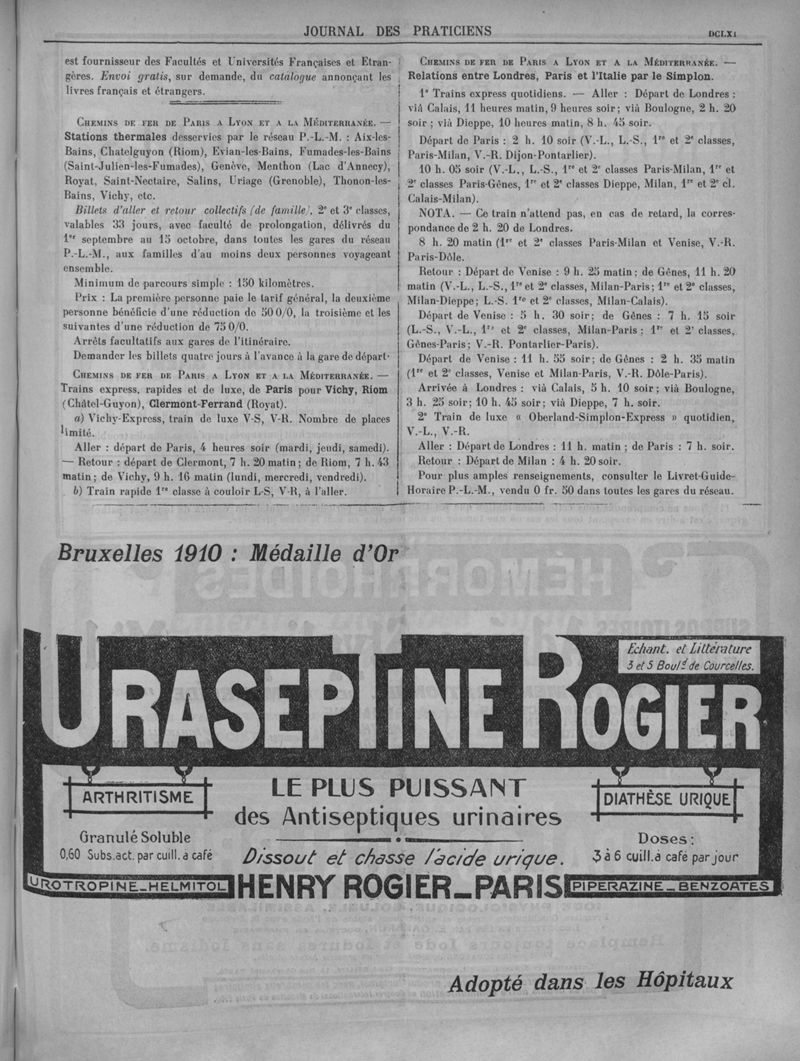 JOURNAL DES PRATICIENS
DCLXI
est fournisseur des Facultés et Universités Françaises et Etran-
gères. Envoi gratis, sur demande, du catalogue annonçant les
livres français et étrangers.
CHEMINS DE FER DE PARIS A LYON ET A LA MÉDITERRANÉE. —
Stations thermales desservies par le réseau P.-L.-M. : Aix-les-
Bains, Chatelguyon (Riom), Evian-les-Bains, Fumades-les-Bains
(Saint-Julien-les-Fumades), Genève, Menthon (Lac d'Annecy),
Royat, Saint-Nectaire, Salins, Uriage (Grenoble), Thonon-les-
Bains, Vichy, etc.
Billets d'aller et retour collectifs (de famille), 2e et 3e classes,
valables 33 jours, avec faculté de prolongation, délivrés du
1er septembre au 15 octobre, dans toutes les gares du réseau
P.-L.-M., aux familles d'au moins deux personnes voyageant
ensemble.
Minimum de parcours simple : 150 kilomètres.
Prix : La première personne paie le tarif général, la deuxième
personne bénéficie d'une réduction de 50 0/0, la troisième et les
suivantes d'une réduction de 75 0/0.
Arrêts facultatifs aux gares de l'itinéraire.
Demander les billets quatre jours à l'avance à la gare de départ·
CHEMINS DE FER DE PARIS A LYON ET A LA MÉDITERRANÉE. —
Trains express, rapides et de luxe, de Paris pour Vichy, Riom
(Châtel-Guyon), Clermont-Ferrand (Royat).
a) Vichy-Express, train de luxe V-S, V-R. Nombre de places
limité.
Aller : départ de Paris, 4 heures soir (mardi, jeudi, samedi).
— Retour : départ de Clermont, 7 h. 20 matin; de Riom, 7 h. 43
matin; de Vichy, 9 h. 16 matin (lundi, mercredi, vendredi).
b) Train rapide 1re classe à couloir L-S, V-R, à l'aller.
CHEMINS DE FER DE PARIS A LYON ET A LA MÉDITERRANÉE. —
Relations entre Londres, Paris et l'Italie par le Simplon.
1° Trains express quotidiens. — Aller : Départ de Londres :
viâ Calais, 11 heures matin, 9 heures soir; viâ Boulogne, 2 h. 20
soir; viâ Dieppe, 10 heures matin, 8 h. 45 soir.
Départ de Paris : 2 h. 10 soir (V.-L., L.-S., 1re et 2e classes,
Paris-Milan, V.-R. Dijon-Pontarlier).
10 h. 05 soir (V.-L., L.-S., 1re et 2e classes Paris-Milan, 1re et
2e classes Paris-Gênes, 1re et 2e classes Dieppe, Milan, 1re et 2e cl.
Calais-Milan).
NOTA. — Ce train n'attend pas, en cas de retard, la corres-
pondance de 2 h. 20 de Londres.
8 h. 20 matin (1re et 2e classes Paris-Milan et Venise, V.-R.
Paris-Dôle.
Retour : Départ de Venise : 9 h. 25 matin; de Gênes, 11 h. 20
matin (V.-L., L.-S., 1re et 2e classes, Milan-Paris; 1re et 2e classes,
Milan-Dieppe; L.-S. 1re et 2e classes, Milan-Calais).
Départ de Venise : 5 h. 30 soir; de Gênes : 7 h. 15 soir
(L.-S., V.-L., 1re et 2e classes, Milan-Paris; 1re et 2e classes,
Gênes-Paris; V.-R. Pontarlier-Paris).
Départ de Venise : 11 h. 55 soir; de Gênes : 2 h. 35 matin
(1re et 2e classes, Venise et Milan-Paris, V.-R. Dôle-Paris).
Arrivée à Londres : viâ Calais, 5 h. 10 soir; viâ Boulogne,
3 h. 25 soir; 10 h. 45 soir; viâ Dieppe, 7 h. soir.
2° Train de luxe « Oberland-Simplon-Express » quotidien,
V.-L., V.-R.
Aller : Départ de Londres : 11 h. matin; de Paris : 7 h. soir.
Retour : Départ de Milan : 4 h. 20 soir.
Pour plus amples renseignements, consulter le Livret-Guide-
Horaire P.-L.-M., vendu 0 fr. 50 dans toutes les gares du réseau.
Bruxelles 1910 : Médaille d'Or
Echant. et Littérature
3 et 5 Boulᵈ de Courcelles.
URASEPTINE ROGIER
ARTHRITISME
LE PLUS PUISSANT
des Antiseptiques urinaires
DIATHÈSE URIQUE
Granulé Soluble
0,60 Subs. act. par cuill. à café
Dissout et chasse l'acide urique.
Doses:
3 à 6 cuill. à café par jour
UROTROPINE_HELMITOL
HENRY ROGIER_PARIS
PIPERAZINE_BENZOATES
Adopté dans les Hôpitaux